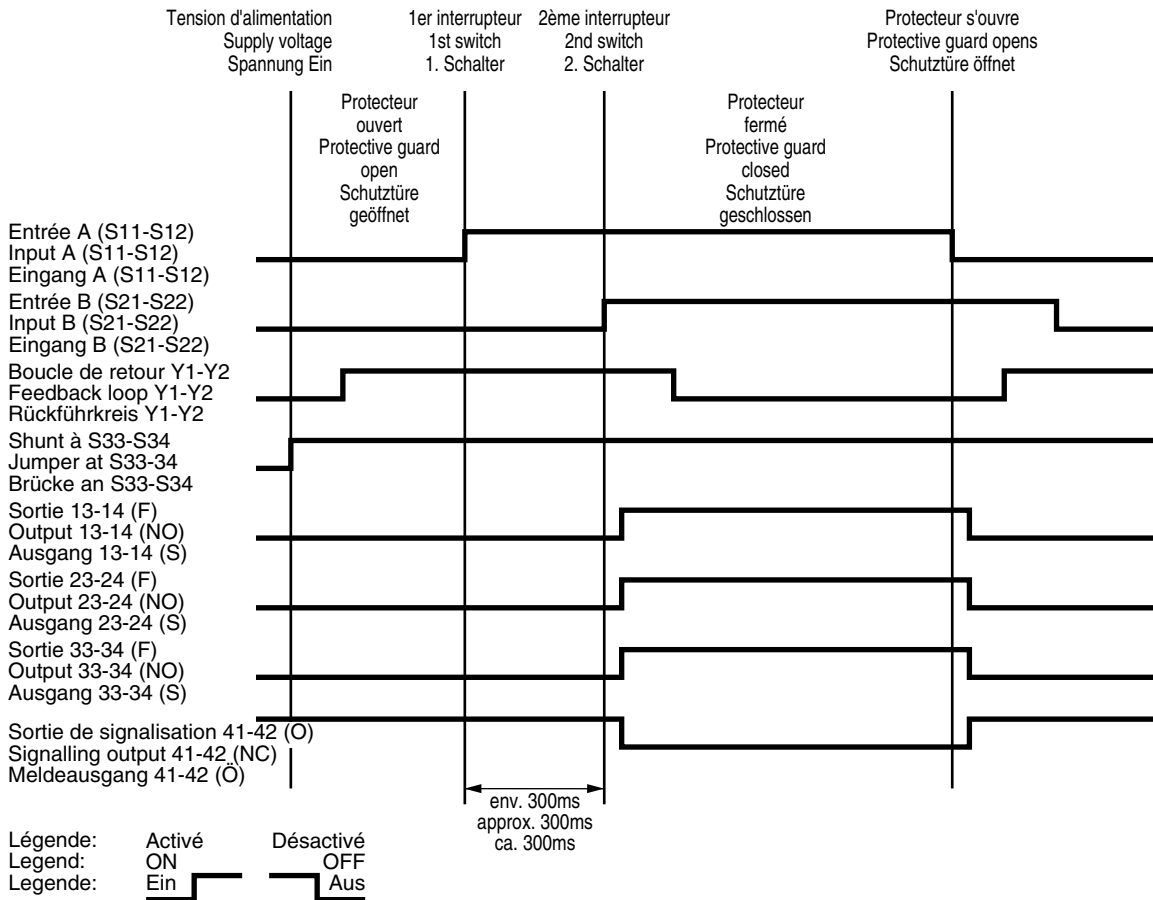 Tension d'alimentation
Supply voltage
Spannung Ein
1er interrupteur
1st switch
1. Schalter
2ème interrupteur
2nd switch
2. Schalter
Protecteur s'ouvre
Protective guard opens
Schutztüre öffnet
Protecteur
ouvert
Protective guard
open
Schutztüre
geöffnet
Protecteur
fermé
Protective guard
closed
Schutztüre
geschlossen
Entrée A (S11-S12)
Input A (S11-S12)
Eingang A (S11-S12)
Entrée B (S21-S22)
Input B (S21-S22)
Eingang B (S21-S22)
Boucle de retour Y1-Y2
Feedback loop Y1-Y2
Rückführkreis Y1-Y2
Shunt à S33-S34
Jumper at S33-34
Brücke an S33-S34
Sortie 13-14 (F)
Output 13-14 (NO)
Ausgang 13-14 (S)
Sortie 23-24 (F)
Output 23-24 (NO)
Ausgang 23-24 (S)
Sortie 33-34 (F)
Output 33-34 (NO)
Ausgang 33-34 (S)
Sortie de signalisation 41-42 (O)
Signalling output 41-42 (NC)
Meldeausgang 41-42 (Ö)
env. 300ms
approx. 300ms
ca. 300ms
Légende: Activé Désactivé
Legend: ON OFF
Legende: Ein Aus